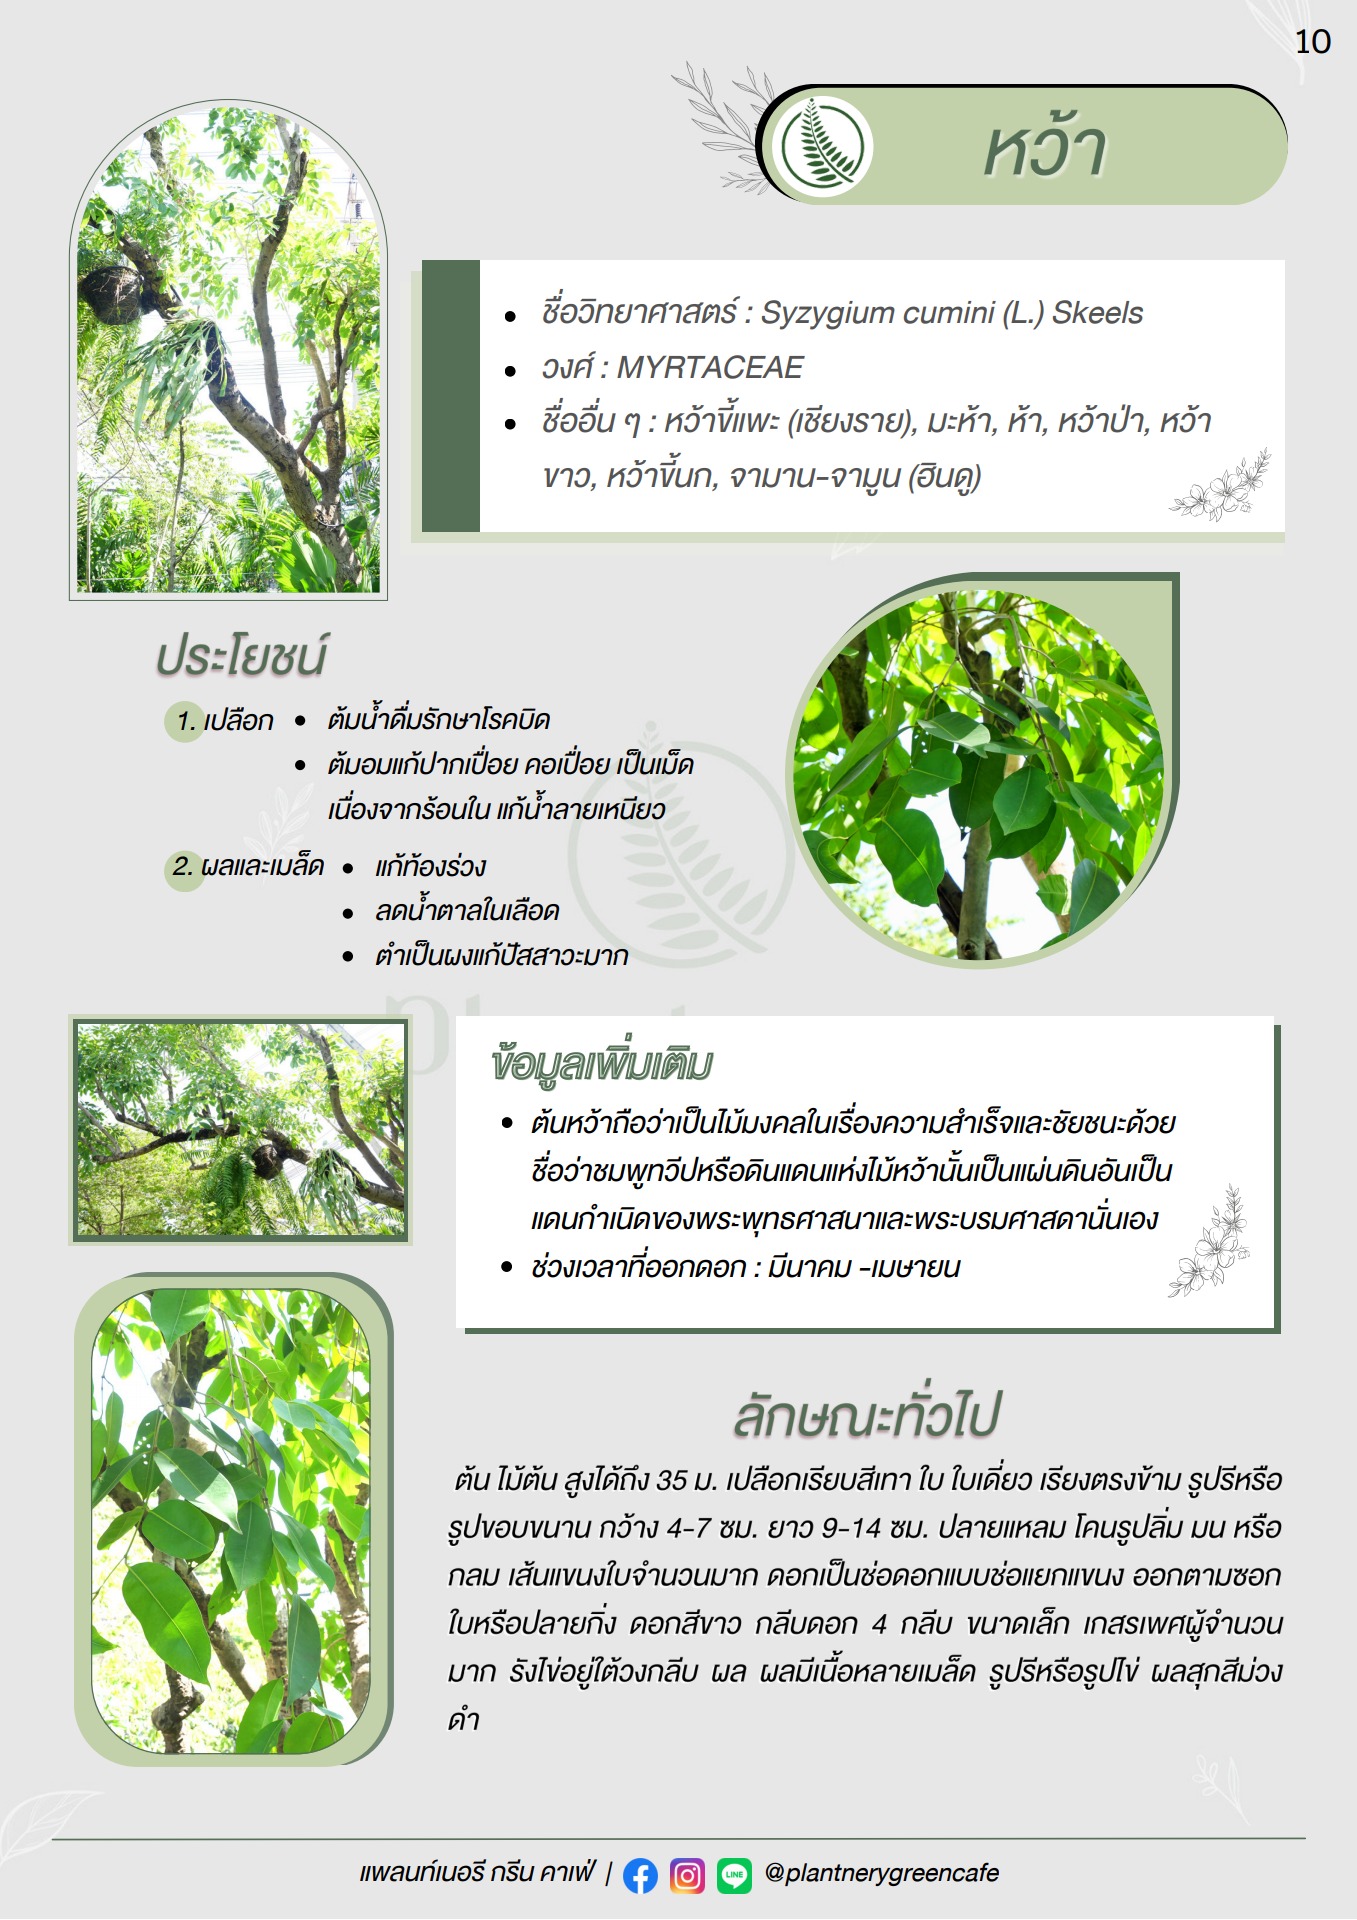 10
หว้า
ชื่อวิทยาศาสตร์ : Syzygium cumini (L.) Skeels
วงศ์ : MYRTACEAE
ชื่ออื่น ๆ : หว้าขี้แพะ (เชียงราย), มะห้า, ห้า, หว้าป่า, หว้า
ขาว, หว้าขี้นก, จามาน-จามูน (ฮินดู)
ประโยชน์
1. เปลือก
ต้มน้ำดื่มรักษาโรคบิด
ต้มอมแก้ปากเปื่อย คอเปื่อย เป็นเม็ด
เนื่องจากร้อนใน แก้น้ำลายเหนียว
2. ผลและเมล็ด
แก้ท้องร่วง
ลดน้ำตาลในเลือด
ตำเป็นผงแก้ปัสสาวะมาก
ข้อมูลเพิ่มเติม
ต้นหว้าถือว่าเป็นไม้มงคลในเรื่องความสำเร็จและชัยชนะด้วย
ชื่อว่าชมพูทวีปหรือดินแดนแห่งไม้หว้านั้นเป็นแผ่นดินอันเป็น
แดนกำเนิดของพระพุทธศาสนาและพระบรมศาสดานั่นเอง
ช่วงเวลาที่ออกดอก : มีนาคม -เมษายน
ลักษณะทั่วไป
ต้น ไม้ต้น สูงได้ถึง 35 ม. เปลือกเรียบสีเทา ใบ ใบเดี่ยว เรียงตรงข้าม รูปรีหรือ
รูปขอบขนาน กว้าง 4-7 ซม. ยาว 9-14 ซม. ปลายแหลม โคนรูปลิ่ม มน หรือ
กลม เส้นแขนงใบจำนวนมาก ดอกเป็นช่อดอกแบบช่อแยกแขนง ออกตามซอก
ใบหรือปลายกิ่ง ดอกสีขาว กลีบดอก 4 กลีบ ขนาดเล็ก เกสรเพศผู้จำนวน
มาก รังไข่อยู่ใต้วงกลีบ ผล ผลมีเนื้อหลายเมล็ด รูปรีหรือรูปไข่ ผลสุกสีม่วง
ดำ
แพลนท์เนอรี กรีน คาเฟ่ | LINE @plantnerygreencafe